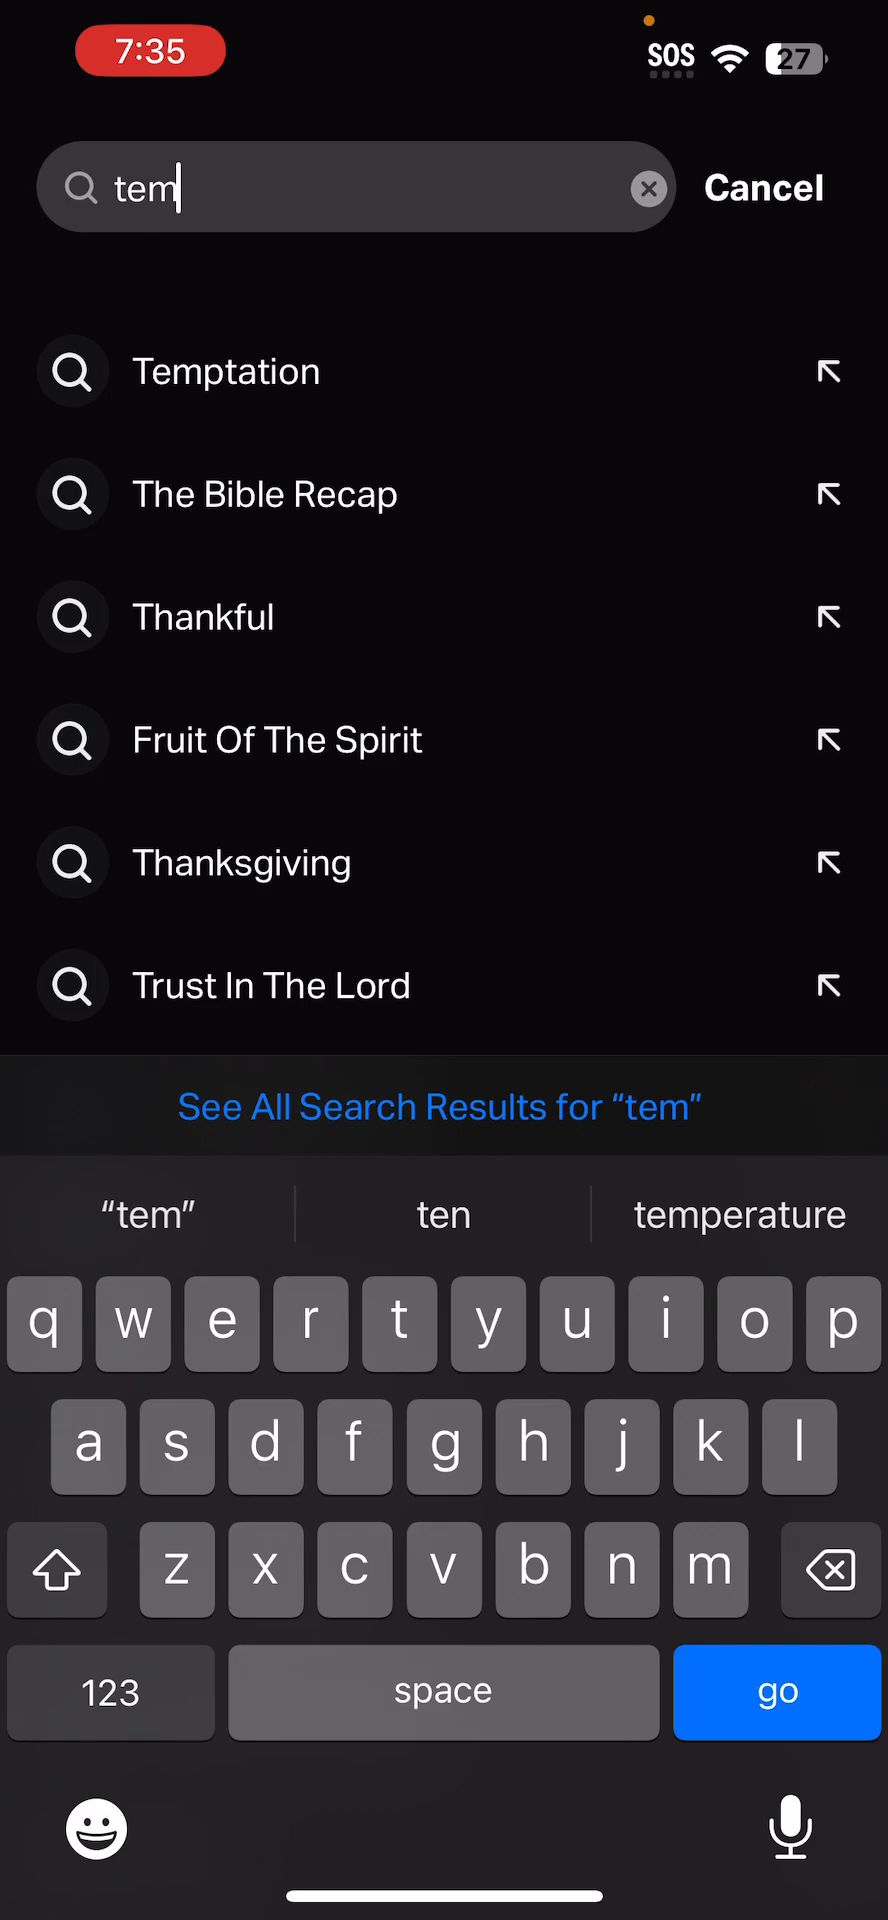 7:35 SOS 27
tem Cancel
Temptation
The Bible Recap
Thankful
Fruit Of The Spirit
Thanksgiving
Trust In The Lord
See All Search Results for “tem”
“tem” ten temperature
q w e r t y u i o p
a s d f g h j k l
z x c v b n m
123 space go